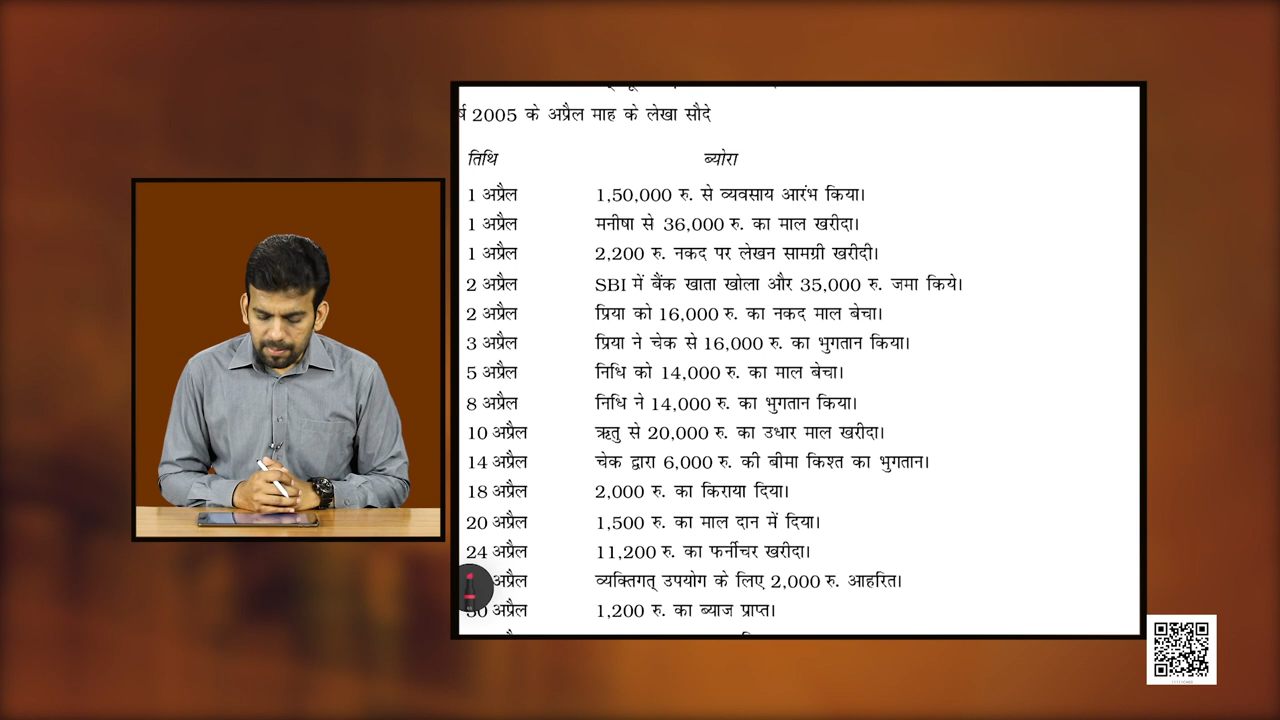 र्ष 2005 के अप्रैल माह के लेखा सौदे
तिथि ब्योरा
1 अप्रैल 1,50,000 रु. से व्यवसाय आरंभ किया।
1 अप्रैल मनीषा से 36,000 रु. का माल खरीदा।
1 अप्रैल 2,200 रु. नकद पर लेखन सामग्री खरीदी।
2 अप्रैल SBI में बैंक खाता खोला और 35,000 रु. जमा किये।
2 अप्रैल प्रिया को 16,000 रु. का नकद माल बेचा।
3 अप्रैल प्रिया ने चेक से 16,000 रु. का भुगतान किया।
5 अप्रैल निधि को 14,000 रु. का माल बेचा।
8 अप्रैल निधि ने 14,000 रु. का भुगतान किया।
10 अप्रैल ऋतु से 20,000 रु. का उधार माल खरीदा।
14 अप्रैल चेक द्वारा 6,000 रु. की बीमा किश्त का भुगतान।
18 अप्रैल 2,000 रु. का किराया दिया।
20 अप्रैल 1,500 रु. का माल दान में दिया।
24 अप्रैल 11,200 रु. का फर्नीचर खरीदा।
अप्रैल व्यक्तिगत् उपयोग के लिए 2,000 रु. आहरित।
30 अप्रैल 1,200 रु. का ब्याज प्राप्त।